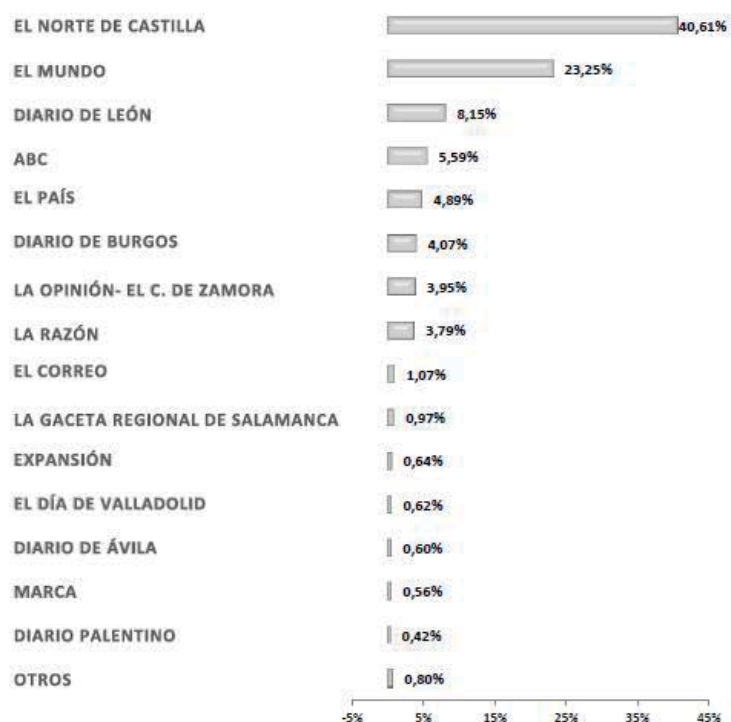 EL NORTE DE CASTILLA 40,61%
EL MUNDO 23,25%
DIARIO DE LEÓN 8,15%
ABC 5,59%
EL PAÍS 4,89%
DIARIO DE BURGOS 4,07%
LA OPINIÓN- EL C. DE ZAMORA 3,95%
LA RAZÓN 3,79%
EL CORREO 1,07%
LA GACETA REGIONAL DE SALAMANCA 0,97%
EXPANSIÓN 0,64%
EL DÍA DE VALLADOLID 0,62%
DIARIO DE ÁVILA 0,60%
MARCA 0,56%
DIARIO PALENTINO 0,42%
OTROS 0,80%
-5% 5% 15% 25% 35% 45%